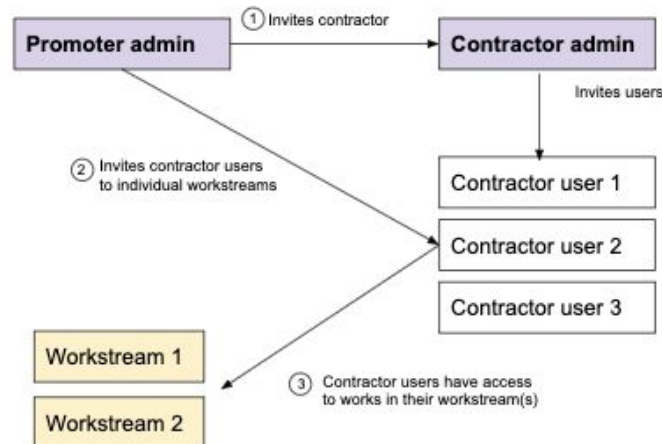 1 Invites contractor
Promoter admin
Contractor admin
Invites users
2 Invites contractor users
to individual workstreams
Contractor user 1
Contractor user 2
Contractor user 3
Workstream 1
3 Contractor users have access
to works in their workstream(s)
Workstream 2